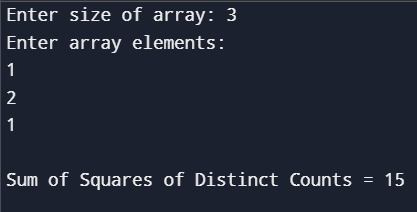 Enter size of array: 3
Enter array elements:
1
2
1
Sum of Squares of Distinct Counts = 15